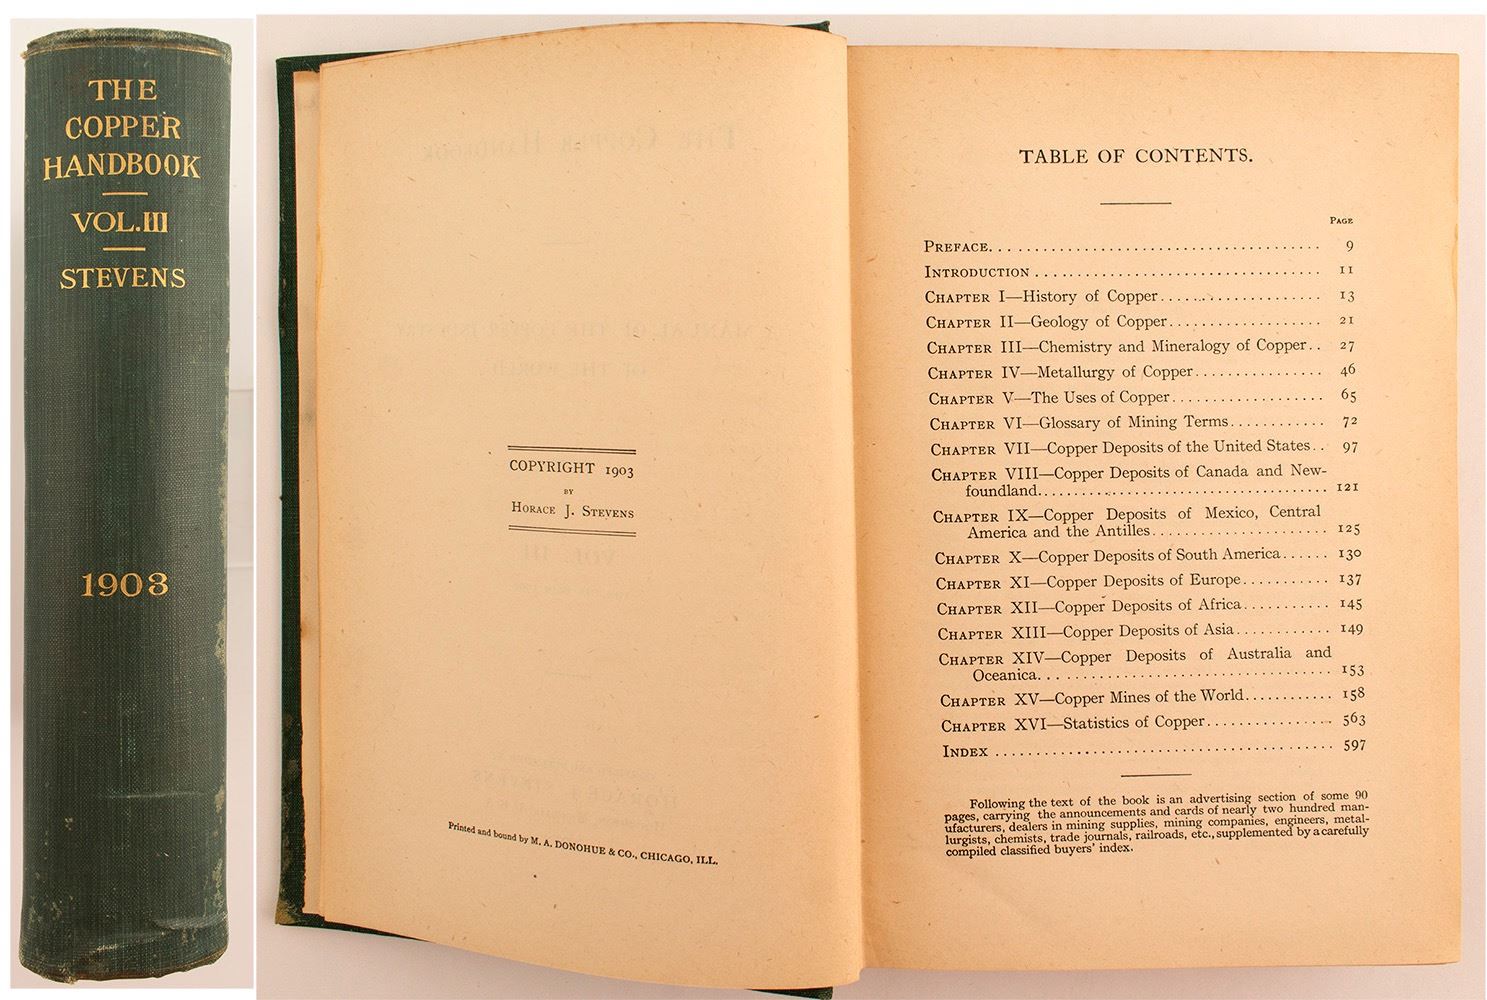 THE
COPPER
HANDBOOK
VOL.III
STEVENS
1903
COPYRIGHT 1903
BY
HORACE J. STEVENS
Printed and bound by M. A. DONOHUE & CO., CHICAGO, ILL.
TABLE OF CONTENTS.
PAGE
PREFACE. . . . . . . . . . . . . . . . . . . . 9
INTRODUCTION . . . . . . . . . . . . . . . . . . . . 11
CHAPTER I—History of Copper. . . . . . . . . . . . . . . . . . . . 13
CHAPTER II—Geology of Copper. . . . . . . . . . . . . . . . . . . . 21
CHAPTER III—Chemistry and Mineralogy of Copper. . 27
CHAPTER IV—Metallurgy of Copper. . . . . . . . . . . . . . . . 46
CHAPTER V—The Uses of Copper. . . . . . . . . . . . . . . . . . . 65
CHAPTER VI—Glossary of Mining Terms. . . . . . . . . . . . 72
CHAPTER VII—Copper Deposits of the United States. . 97
CHAPTER VIII—Copper Deposits of Canada and New-
foundland. . . . . . . . . . . . . . . . . . . . 121
CHAPTER IX—Copper Deposits of Mexico, Central
America and the Antilles. . . . . . . . . . . . . . . . . . . . 125
CHAPTER X—Copper Deposits of South America. . . . . . 130
CHAPTER XI—Copper Deposits of Europe. . . . . . . . . . . 137
CHAPTER XII—Copper Deposits of Africa. . . . . . . . . . . 145
CHAPTER XIII—Copper Deposits of Asia. . . . . . . . . . . . 149
CHAPTER XIV—Copper Deposits of Australia and
Oceanica. . . . . . . . . . . . . . . . . . . . 153
CHAPTER XV—Copper Mines of the World. . . . . . . . . . . 158
CHAPTER XVI—Statistics of Copper. . . . . . . . . . . . . . . . 563
INDEX . . . . . . . . . . . . . . . . . . . . 597
Following the text of the book is an advertising section of some 90
pages, carrying the announcements and cards of nearly two hundred man-
ufacturers, dealers in mining supplies, mining companies, engineers, metal-
lurgists, chemists, trade journals, railroads, etc., supplemented by a carefully
compiled classified buyers' index.